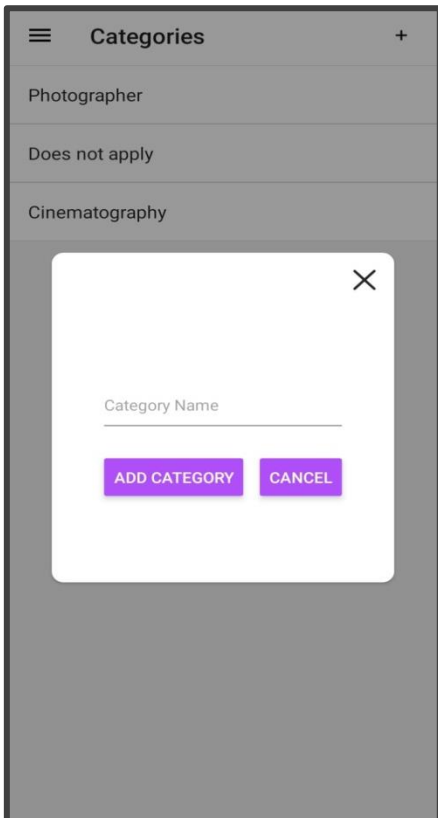 Categories +
Photographer
Does not apply
Cinematography
Category Name
ADD CATEGORY CANCEL